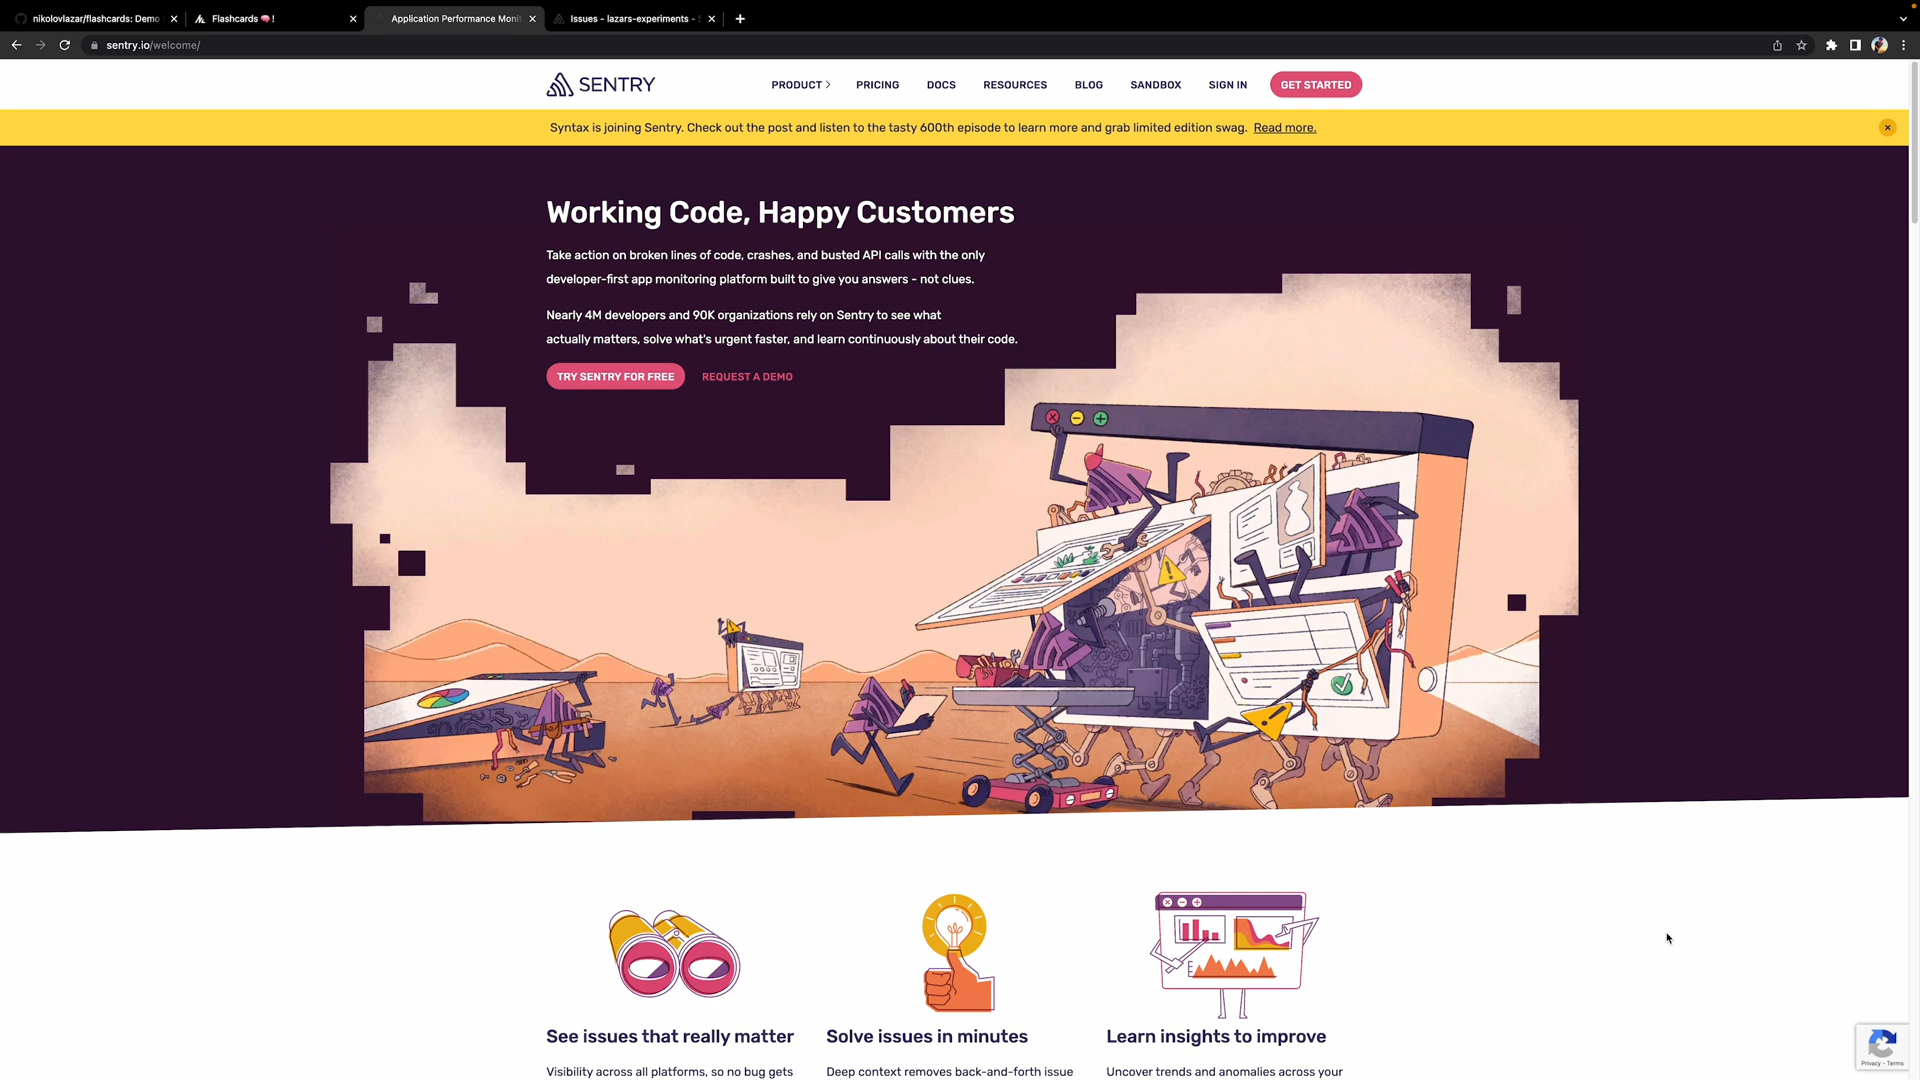 nikolovlazar/flashcards: Demo
Flashcards 🧠!
Application Performance Moni
Issues - lazars-experiments - S
sentry.io/welcome/
SENTRY
PRODUCT
PRICING
DOCS
RESOURCES
BLOG
SANDBOX
SIGN IN
GET STARTED
Syntax is joining Sentry. Check out the post and listen to the tasty 600th episode to learn more and grab limited edition swag. Read more.
Working Code, Happy Customers
Take action on broken lines of code, crashes, and busted API calls with the only
developer-first app monitoring platform built to give you answers - not clues.
Nearly 4M developers and 90K organizations rely on Sentry to see what
actually matters, solve what's urgent faster, and learn continuously about their code.
TRY SENTRY FOR FREE
REQUEST A DEMO
See issues that really matter
Solve issues in minutes
Learn insights to improve
Visibility across all platforms, so no bug gets
Deep context removes back-and-forth issue
Uncover trends and anomalies across your
Privacy - Terms